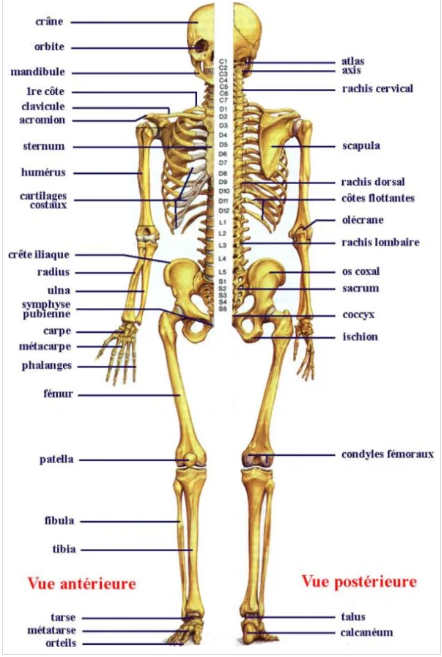 crâne
orbite
mandibule
1re côte
clavicule
acromion
sternum
humérus
cartilages
costaux
crête iliaque
radius
ulna
symphyse
pubienne
carpe
métacarpe
phalanges
fémur
patella
fibula
tibia
Vue antérieure
tarse
métatarse
orteils
C1
C2
C3
C4
C5
C6
C7
D1
D2
D3
D4
D5
D6
D7
D8
D9
D10
D11
D12
L1
L2
L3
L4
L5
S1
S2
S3
S4
S5
atlas
axis
rachis cervical
scapula
rachis dorsal
côtes flottantes
olécrane
rachis lombaire
os coxal
sacrum
coccyx
ischion
condyles fémoraux
Vue postérieure
talus
calcanéum